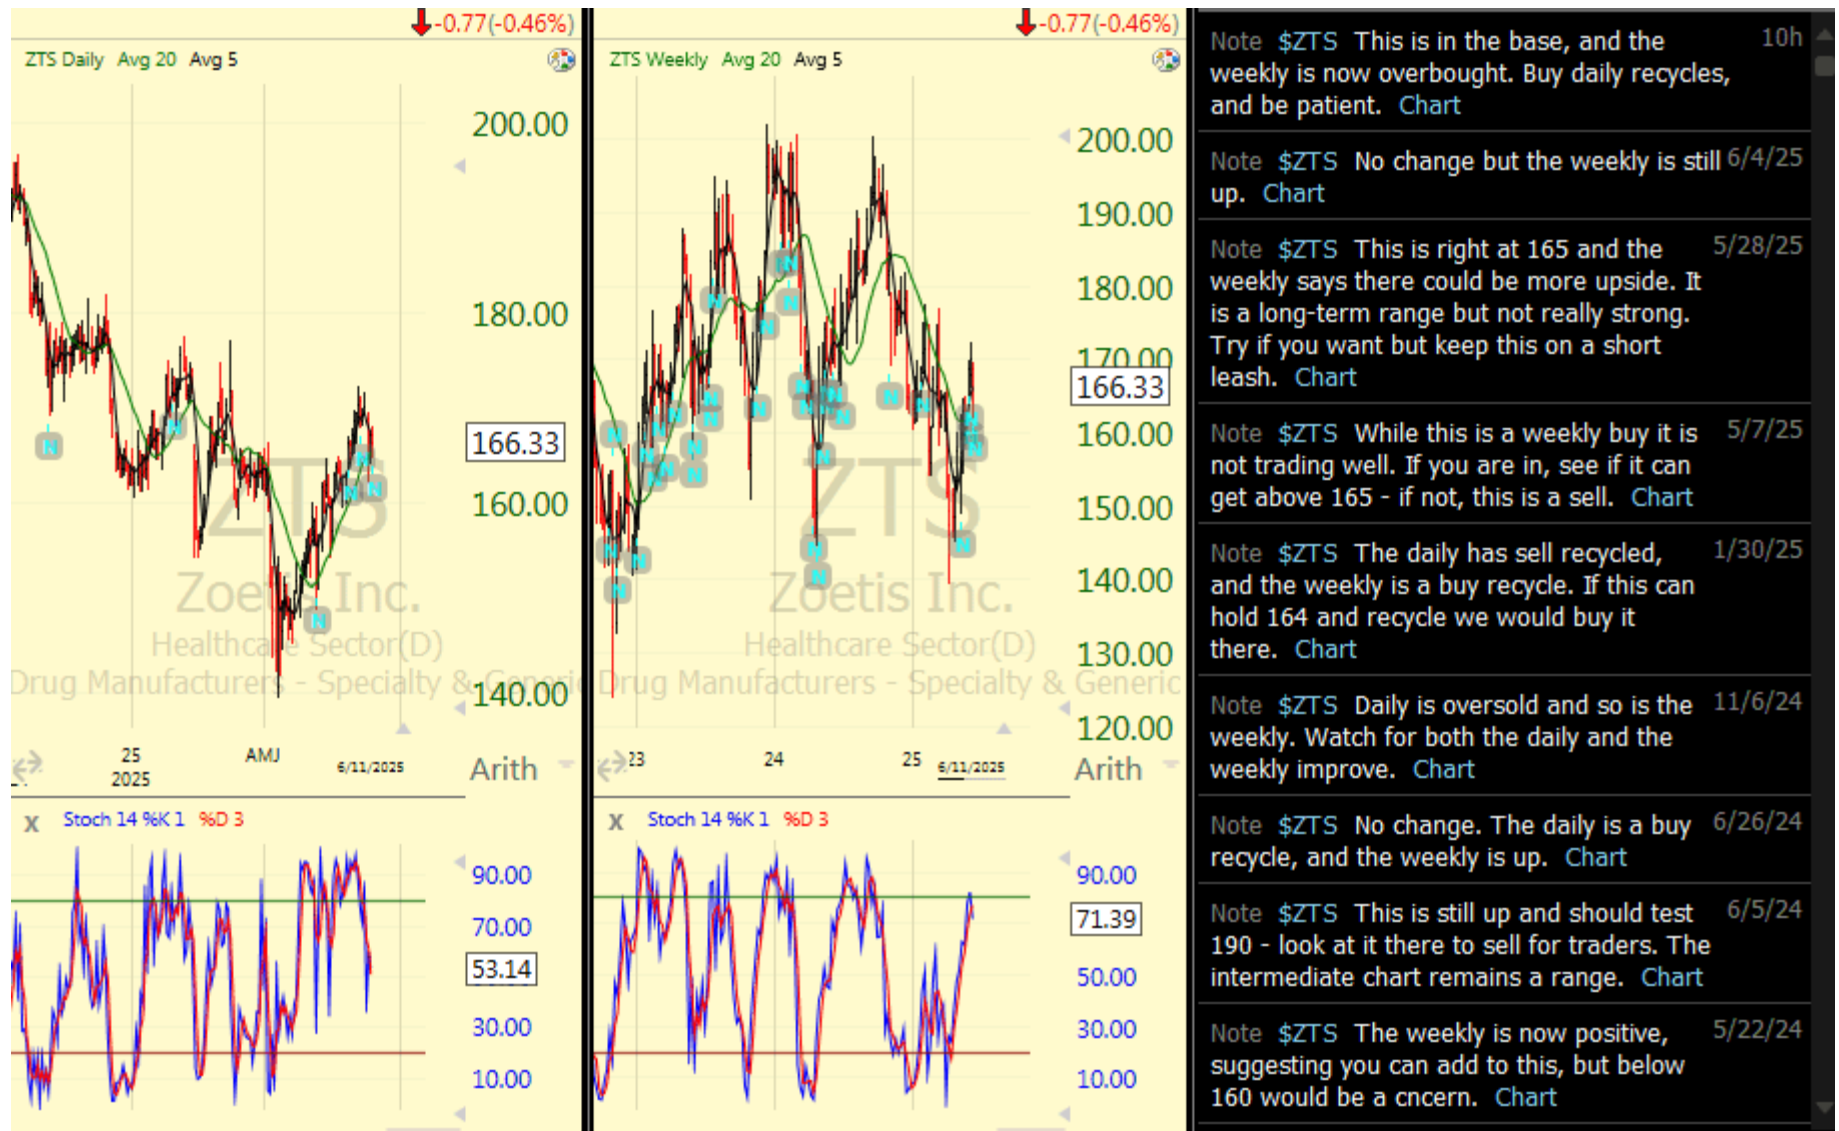 -0.77(-0.46%)
ZTS Daily Avg 20 Avg 5
200.00
180.00
166.33
160.00
140.00
ZTS
Zoetis Inc.
Healthcare Sector(D)
Drug Manufacturers - Specialty & Generic
25
2025
AMJ
6/11/2025
Arith
X Stoch 14 %K 1 %D 3
90.00
70.00
53.14
30.00
10.00
-0.77(-0.46%)
ZTS Weekly Avg 20 Avg 5
200.00
190.00
180.00
170.00
166.33
160.00
150.00
140.00
130.00
120.00
ZTS
Zoetis Inc.
Healthcare Sector(D)
Drug Manufacturers - Specialty & Generic
23
24
25
6/11/2025
Arith
X Stoch 14 %K 1 %D 3
90.00
71.39
50.00
30.00
10.00
Note $ZTS This is in the base, and the 10h
weekly is now overbought. Buy daily recycles,
and be patient. Chart
Note $ZTS No change but the weekly is still 6/4/25
up. Chart
Note $ZTS This is right at 165 and the 5/28/25
weekly says there could be more upside. It
is a long-term range but not really strong.
Try if you want but keep this on a short
leash. Chart
Note $ZTS While this is a weekly buy it is 5/7/25
not trading well. If you are in, see if it can
get above 165 - if not, this is a sell. Chart
Note $ZTS The daily has sell recycled, 1/30/25
and the weekly is a buy recycle. If this can
hold 164 and recycle we would buy it
there. Chart
Note $ZTS Daily is oversold and so is the 11/6/24
weekly. Watch for both the daily and the
weekly improve. Chart
Note $ZTS No change. The daily is a buy 6/26/24
recycle, and the weekly is up. Chart
Note $ZTS This is still up and should test 6/5/24
190 - look at it there to sell for traders. The
intermediate chart remains a range. Chart
Note $ZTS The weekly is now positive, 5/22/24
suggesting you can add to this, but below
160 would be a cncern. Chart